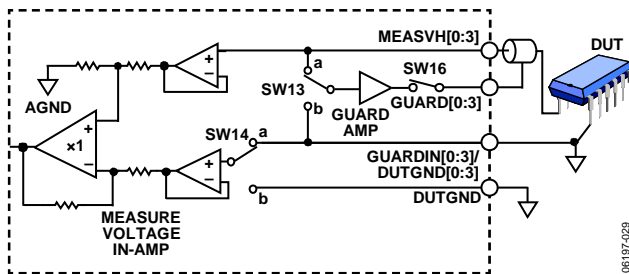 MEASVH[0:3]
DUT
a
SW13
b
SW16
GUARD[0:3]
GUARD
AMP
AGND
+
−
+
×1
−
SW14
a
b
+
−
GUARDIN[0:3]/
DUTGND[0:3]
DUTGND
MEASURE
VOLTAGE
IN-AMP
06197-029